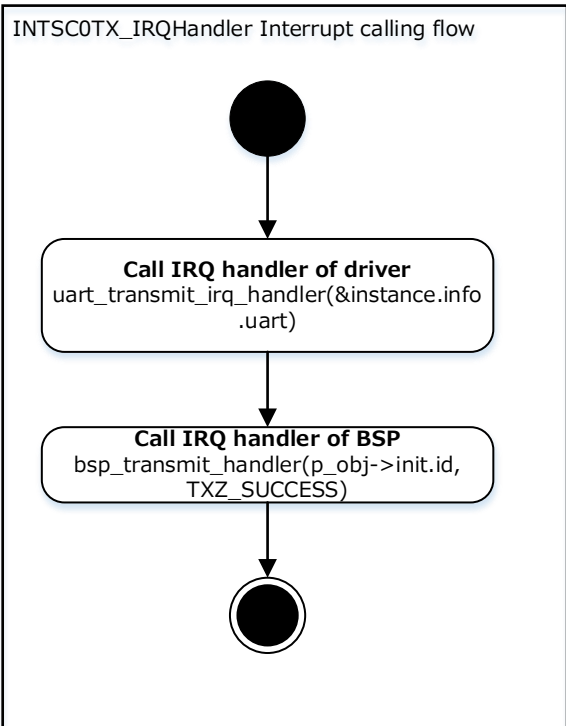 INTSC0TX_IRQHandler Interrupt calling flow
Call IRQ handler of driver
uart_transmit_irq_handler(&instance.info
.uart)
Call IRQ handler of BSP
bsp_transmit_handler(p_obj->init.id,
TXZ_SUCCESS)